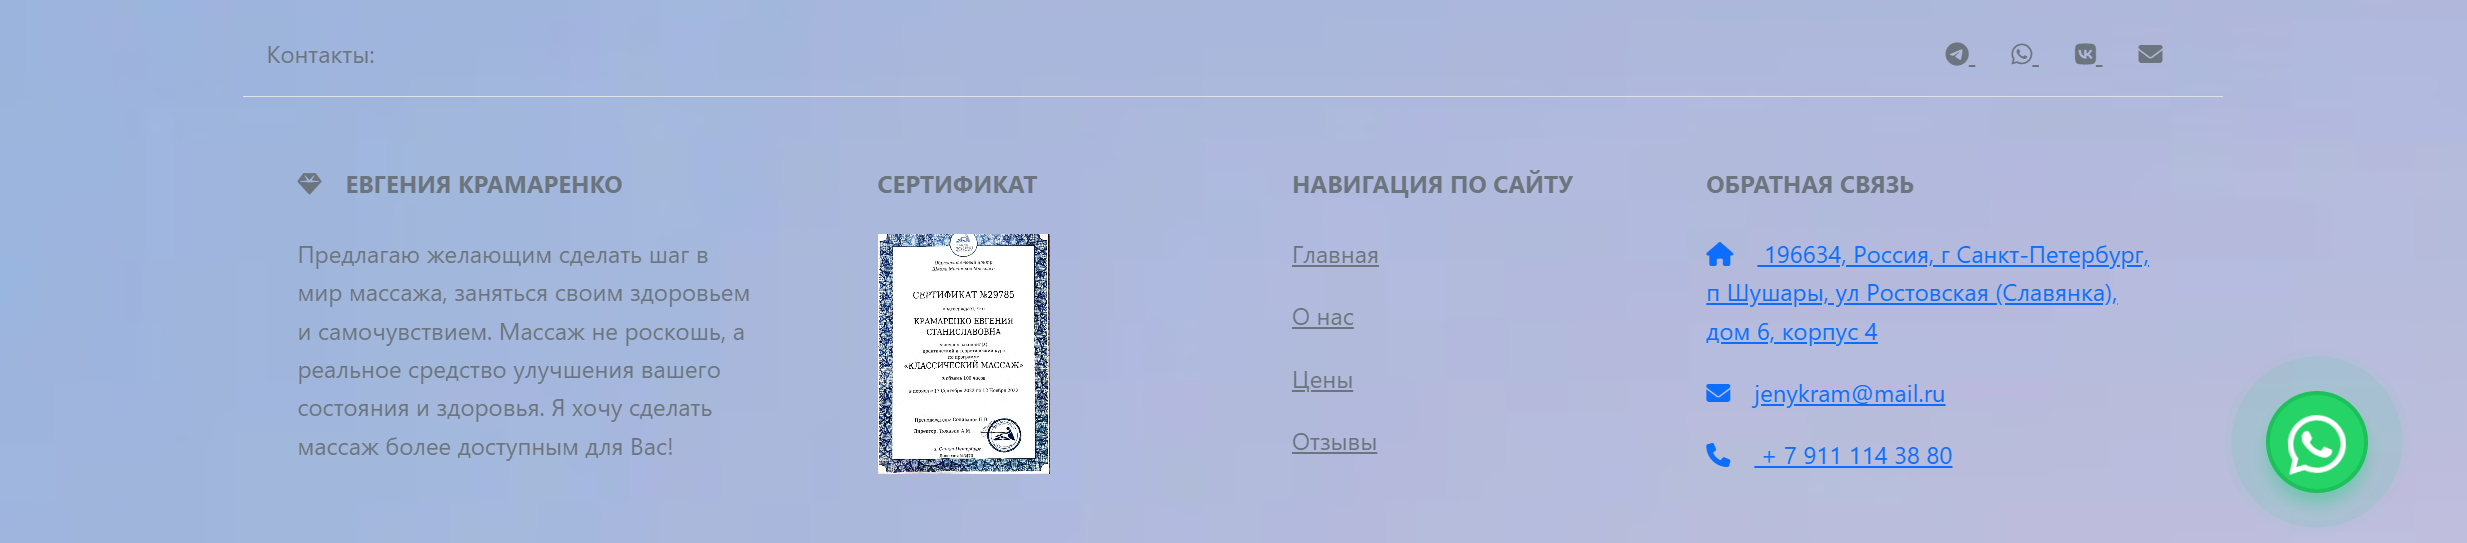 Контакты:
ЕВГЕНИЯ КРАМАРЕНКО
Предлагаю желающим сделать шаг в
мир массажа, заняться своим здоровьем
и самочувствием. Массаж не роскошь, а
реальное средство улучшения вашего
состояния и здоровья. Я хочу сделать
массаж более доступным для Вас!
СЕРТИФИКАТ
СЕРТИФИКАТ №29785
КРАМАРЕНКО ЕВГЕНИЯ
СТАНИСЛАВОВНА
«КЛАССИЧЕСКИЙ МАССАЖ»
НАВИГАЦИЯ ПО САЙТУ
Главная
О нас
Цены
Отзывы
ОБРАТНАЯ СВЯЗЬ
196634, Россия, г Санкт-Петербург,
п Шушары, ул Ростовская (Славянка),
дом 6, корпус 4
jenykram@mail.ru
+ 7 911 114 38 80